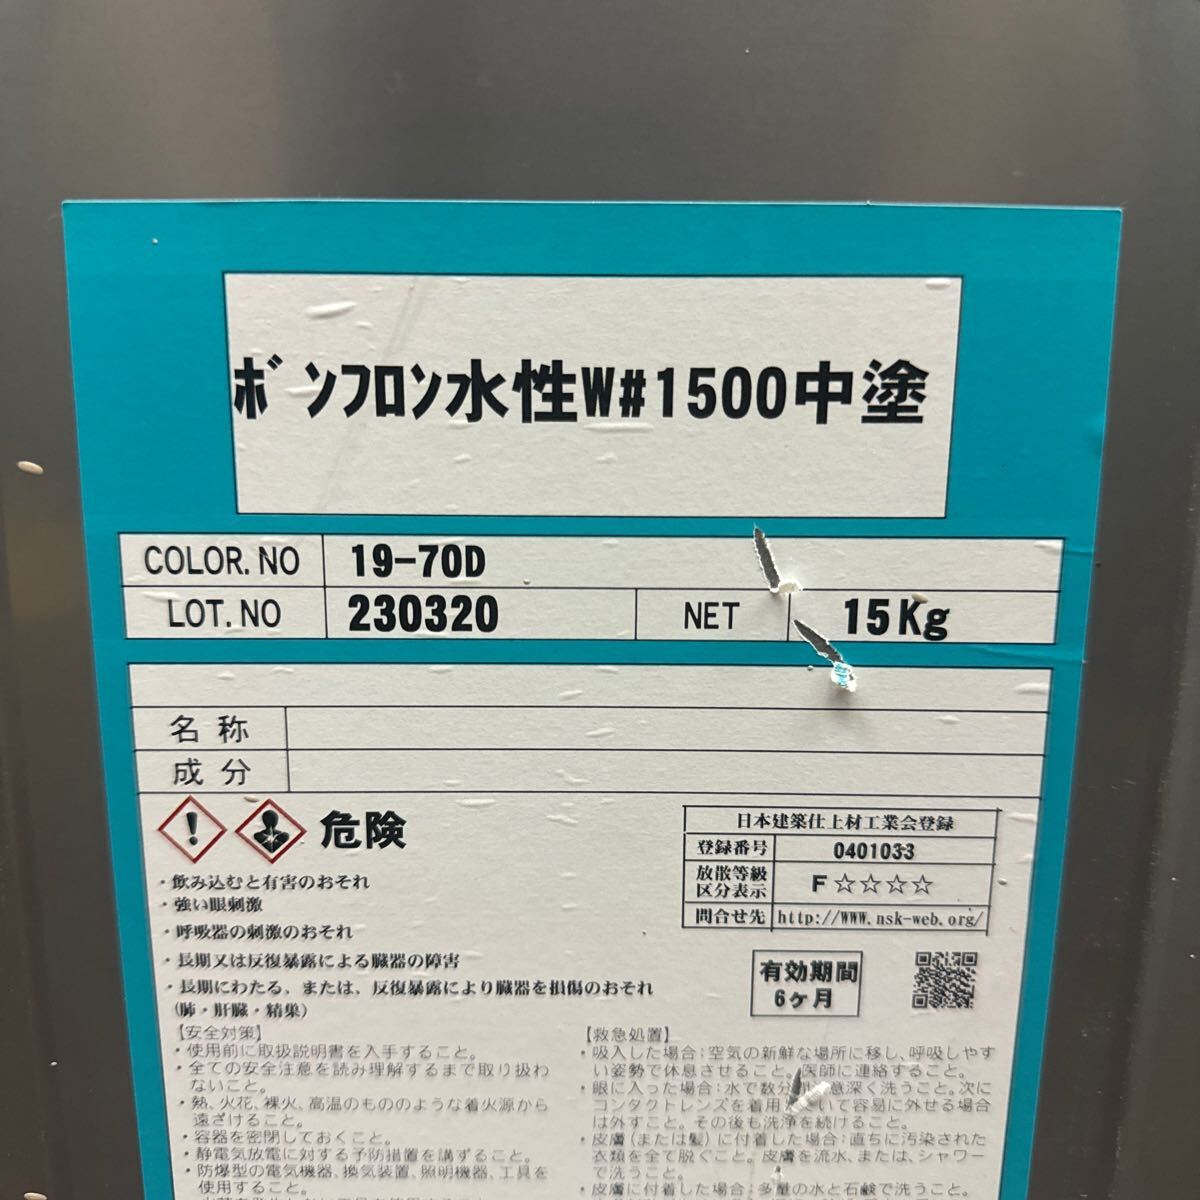 ボンフロン水性W#1500中塗
COLOR.NO 19-70D
LOT.NO 230320 NET 15Kg
名称
成分
危険
・飲み込むと有害のおそれ
・強い眼刺激
・呼吸器の刺激のおそれ
・長期又は反復暴露による臓器の障害
・長期にわたる、または、反復暴露により臓器を損傷のおそれ
(肺・肝臓・精巣)
日本建築仕上材工業会登録
登録番号 0401033
放散等級
区分表示 F☆☆☆☆
問合せ先 http://WWW.nsk-web.org/
有効期間
6ヶ月
【安全対策】
・使用前に取扱説明書を入手すること。
・全ての安全注意を読み理解するまで取り扱わ
ないこと。
・熱、火花、裸火、高温のもののような着火源から
遠ざけること。
・容器を密閉しておくこと。
・静電気放電に対する予防措置を講ずること。
・防爆型の電気機器、換気装置、照明機器、工具を
使用すること。
【救急処置】
・吸入した場合:空気の新鮮な場所に移し、呼吸しやす
い姿勢で休息させること。医師に連絡すること。
・眼に入った場合:水で数分間注意深く洗うこと。次に
コンタクトレンズを着用していて容易に外せる場合
は外すこと。その後も洗浄を続けること。
・皮膚(または髪)に付着した場合:直ちに汚染された
衣類を全て脱ぐこと。皮膚を流水、または、シャワー
で洗うこと。
・皮膚に付着した場合:多量の水と石鹸で洗うこと。